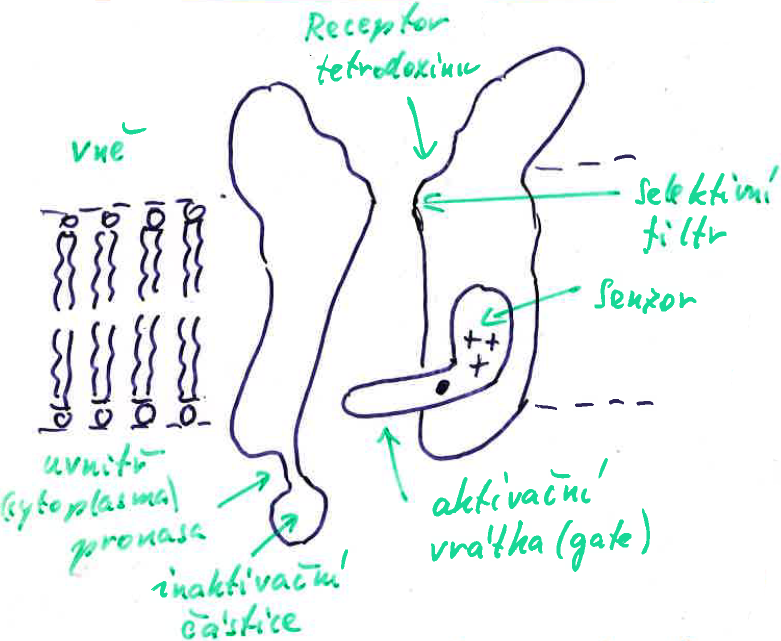 Receptor
tetrodoxinu
vně
selektivní
filtr
senzor
+ +
+
uvnitř
(cytoplasma)
pronasa
inaktivační
částice
aktivační
vrátka (gate)